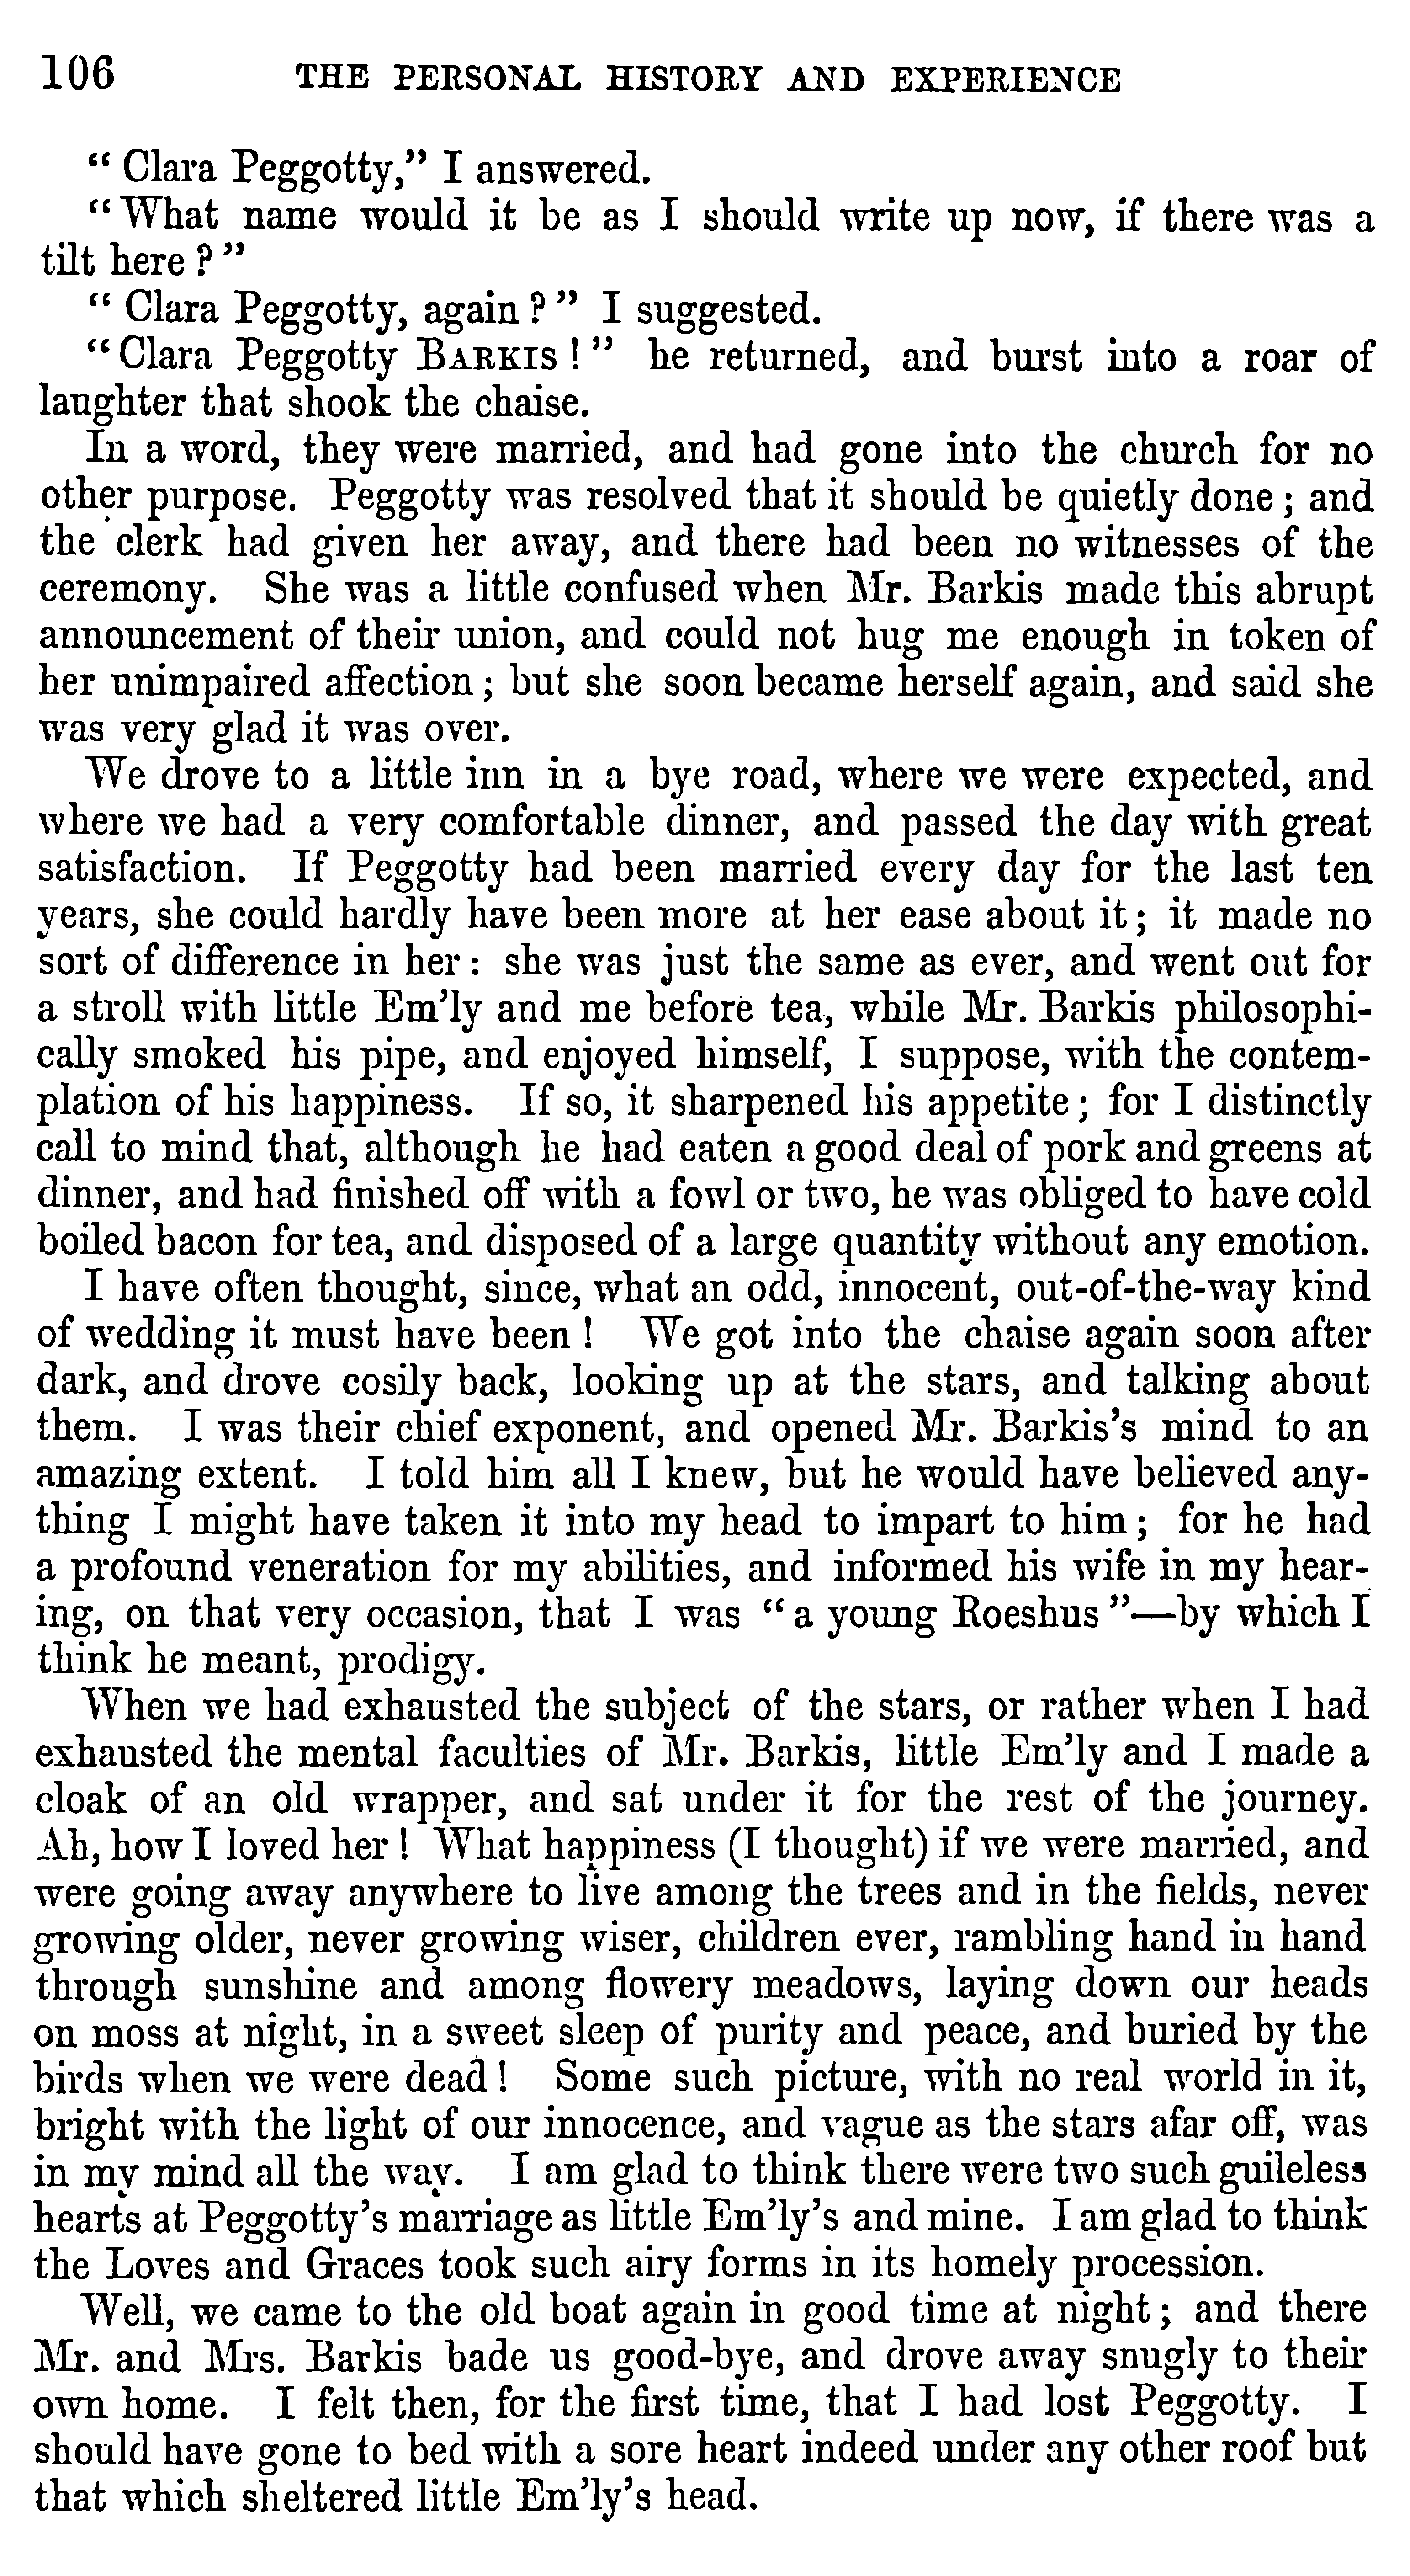 106 THE PERSONAL HISTORY AND EXPERIENCE
“ Clara Peggotty,” I answered.
“ What name would it be as I should write up now, if there was a
tilt here ? ”
“ Clara Peggotty, again ? ” I suggested.
“ Clara Peggotty BARKIS ! ” he returned, and burst into a roar of
laughter that shook the chaise.
In a word, they were married, and had gone into the church for no
other purpose. Peggotty was resolved that it should be quietly done ; and
the clerk had given her away, and there had been no witnesses of the
ceremony. She was a little confused when Mr. Barkis made this abrupt
announcement of their union, and could not hug me enough in token of
her unimpaired affection ; but she soon became herself again, and said she
was very glad it was over.
We drove to a little inn in a bye road, where we were expected, and
where we had a very comfortable dinner, and passed the day with great
satisfaction. If Peggotty had been married every day for the last ten
years, she could hardly have been more at her ease about it ; it made no
sort of difference in her : she was just the same as ever, and went out for
a stroll with little Em’ly and me before tea, while Mr. Barkis philosophi-
cally smoked his pipe, and enjoyed himself, I suppose, with the contem-
plation of his happiness. If so, it sharpened his appetite ; for I distinctly
call to mind that, although he had eaten a good deal of pork and greens at
dinner, and had finished off with a fowl or two, he was obliged to have cold
boiled bacon for tea, and disposed of a large quantity without any emotion.
I have often thought, since, what an odd, innocent, out-of-the-way kind
of wedding it must have been ! We got into the chaise again soon after
dark, and drove cosily back, looking up at the stars, and talking about
them. I was their chief exponent, and opened Mr. Barkis’s mind to an
amazing extent. I told him all I knew, but he would have believed any-
thing I might have taken it into my head to impart to him ; for he had
a profound veneration for my abilities, and informed his wife in my hear-
ing, on that very occasion, that I was “ a young Roeshus ”—by which I
think he meant, prodigy.
When we had exhausted the subject of the stars, or rather when I had
exhausted the mental faculties of Mr. Barkis, little Em’ly and I made a
cloak of an old wrapper, and sat under it for the rest of the journey.
Ah, how I loved her ! What happiness (I thought) if we were married, and
were going away anywhere to live among the trees and in the fields, never
growing older, never growing wiser, children ever, rambling hand in hand
through sunshine and among flowery meadows, laying down our heads
on moss at night, in a sweet sleep of purity and peace, and buried by the
birds when we were dead ! Some such picture, with no real world in it,
bright with the light of our innocence, and vague as the stars afar off, was
in my mind all the way. I am glad to think there were two such guileless
hearts at Peggotty’s marriage as little Em’ly’s and mine. I am glad to think
the Loves and Graces took such airy forms in its homely procession.
Well, we came to the old boat again in good time at night ; and there
Mr. and Mrs. Barkis bade us good-bye, and drove away snugly to their
own home. I felt then, for the first time, that I had lost Peggotty. I
should have gone to bed with a sore heart indeed under any other roof but
that which sheltered little Em’ly’s head.